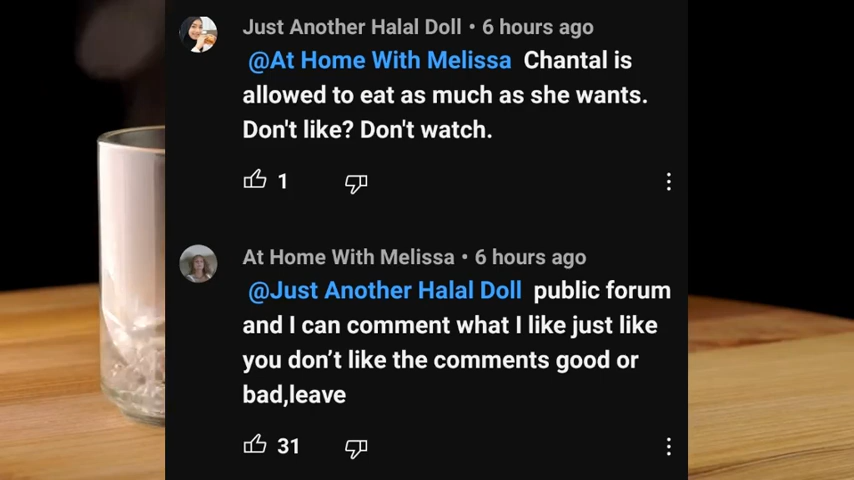 Just Another Halal Doll • 6 hours ago
@At Home With Melissa Chantal is
allowed to eat as much as she wants.
Don't like? Don't watch.
1
At Home With Melissa • 6 hours ago
@Just Another Halal Doll public forum
and I can comment what I like just like
you don’t like the comments good or
bad,leave
31